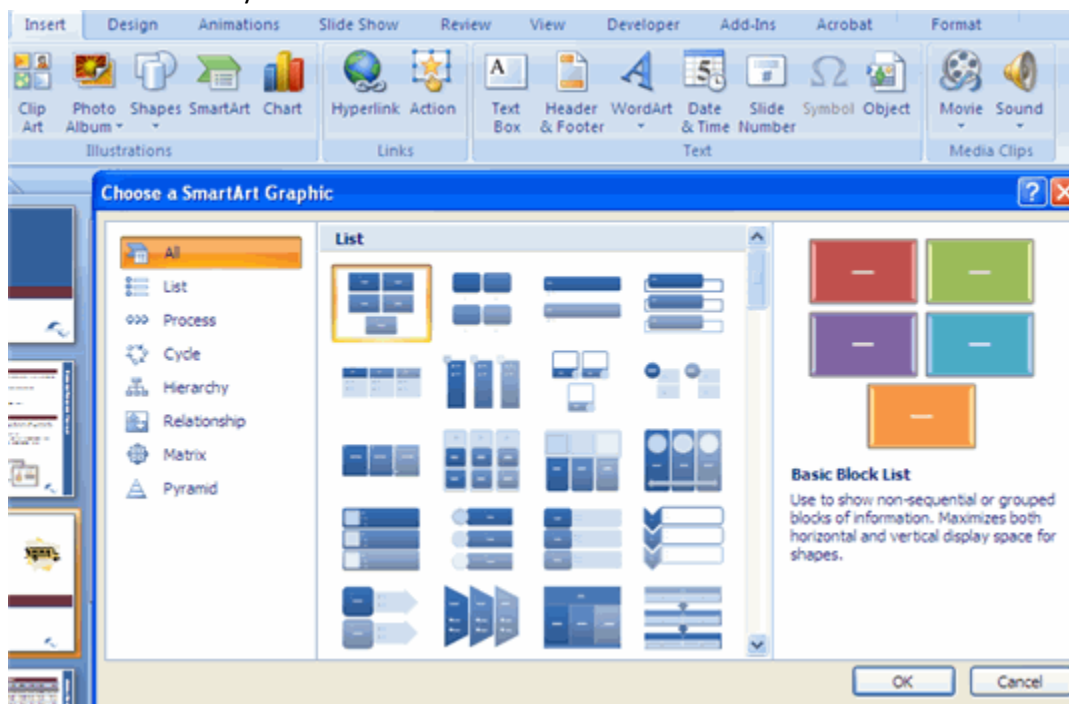 Insert Design Animations Slide Show Review View Developer Add-Ins Acrobat Format
Clip Art
Photo Album
Shapes
SmartArt
Chart
Hyperlink
Action
Text Box
Header & Footer
WordArt
Date & Time
Slide Number
Symbol
Object
Movie
Sound
Illustrations Links Text Media Clips
Choose a SmartArt Graphic
All
List
Process
Cycle
Hierarchy
Relationship
Matrix
Pyramid
List
Basic Block List
Use to show non-sequential or grouped
blocks of information. Maximizes both
horizontal and vertical display space for
shapes.
OK Cancel